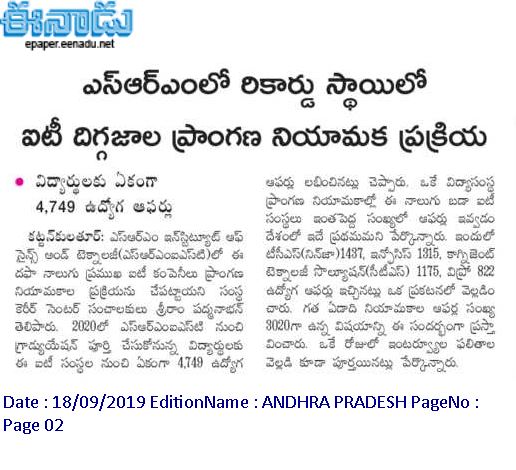 ఈనాడు
epaper.eenadu.net
ఎస్ఆర్ఎంలో రికార్డు స్థాయిలో
ఐటీ దిగ్గజాల ప్రాంగణ నియామక ప్రక్రియ
• విద్యార్థులకు ఏకంగా
4,749 ఉద్యోగ ఆఫర్లు
కట్టన్‌కులతూర్: ఎస్ఆర్ఎం ఇన్‌స్టిట్యూట్ ఆఫ్
సైన్స్ అండ్ టెక్నాలజీ(ఎస్ఆర్ఎంఐఎస్‌టి)లో ఈ
దఫా నాలుగు ప్రముఖ ఐటీ కంపెనీలు ప్రాంగణ
నియామకాల ప్రక్రియను చేపట్టాయని సంస్థ
కెరీర్ సెంటర్ సంచాలకులు శ్రీరాం పద్మనాభన్
తెలిపారు. 2020లో ఎస్ఆర్ఎంఐఎస్‌టి నుంచి
గ్రాడ్యుయేషన్ పూర్తి చేసుకోనున్న విద్యార్థులకు
ఈ ఐటీ సంస్థల నుంచి ఏకంగా 4,749 ఉద్యోగ
ఆఫర్లు లభించినట్లు చెప్పారు. ఒకే విద్యాసంస్థ
ప్రాంగణ నియామకాల్లో ఈ నాలుగు బడా ఐటీ
సంస్థలు ఇంతపెద్ద సంఖ్యలో ఆఫర్లు ఇవ్వడం
దేశంలో ఇదే ప్రథమమని పేర్కొన్నారు. ఇందులో
టీసీఎస్(నిన్జా)1437, ఇన్ఫోసిస్ 1315, కాగ్నిజెంట్
టెక్నాలజీ సొల్యూషన్(సీటీఎస్) 1175, విప్రో 822
ఉద్యోగ ఆఫర్లు ఇచ్చినట్లు ఒక ప్రకటనలో వెల్లడిం
చారు. గత ఏడాది నియామకాల ఆఫర్ల సంఖ్య
3020గా ఉన్న విషయాన్ని ఈ సందర్భంగా ప్రస్తా
వించారు. ఒకే రోజులో ఇంటర్వ్యూల ఫలితాల
వెల్లడి కూడా పూర్తయినట్లు పేర్కొన్నారు.
Date : 18/09/2019 EditionName : ANDHRA PRADESH PageNo :
Page 02